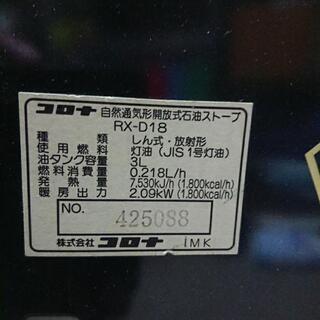 コロナ 自然通気形開放式石油ストーブ
RX-D18
種類 しん式・放射形
使用燃料 灯油（JIS1号灯油）
油タンク容量 3L
燃料消費量 0.218L/h
発熱量 7,530kJ/h（1,800kcal/h）
暖房出力 2.09kW（1,800kcal/h）
NO. 425088
株式会社 コロナ IMK